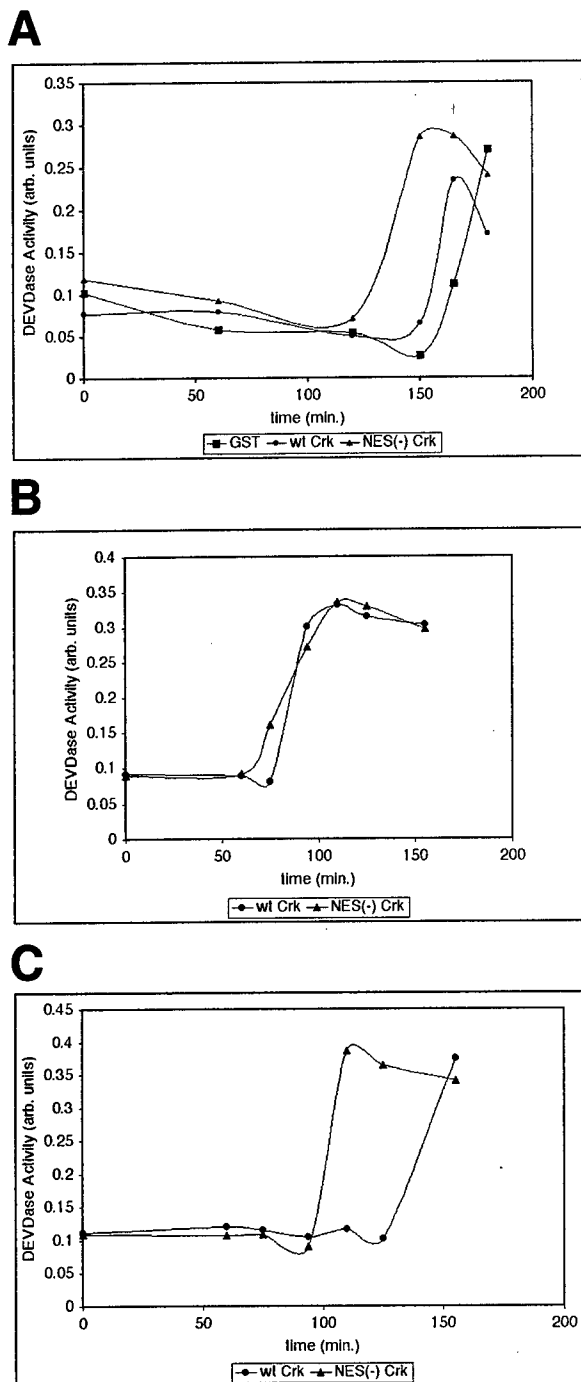 A
0.35
0.3
0.25
0.2
0.15
0.1
0.05
0
DEVDase Activity (arb. units)
0 50 100 150 200
time (min.)
GST wt Crk NES(-) Crk
B
0.4
0.35
0.3
0.25
0.2
0.15
0.1
0.05
0
DEVDase Activity (arb. units)
0 50 100 150 200
time (min.)
wt Crk NES(-) Crk
C
0.45
0.4
0.35
0.3
0.25
0.2
0.15
0.1
0.05
0
DEVDase Activity (arb. units)
0 50 100 150 200
time (min.)
wt Crk NES(-) Crk